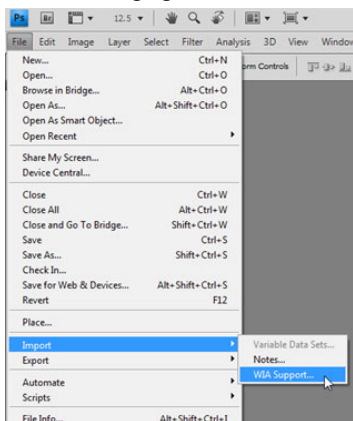 Ps Br 12.5
File Edit Image Layer Select Filter Analysis 3D View Window
New... Ctrl+N
Open... Ctrl+O
Browse in Bridge... Alt+Ctrl+O
Open As... Alt+Shift+Ctrl+O
Open As Smart Object...
Open Recent
orm Controls
Share My Screen...
Device Central...
Close Ctrl+W
Close All Alt+Ctrl+W
Close and Go To Bridge... Shift+Ctrl+W
Save Ctrl+S
Save As... Shift+Ctrl+S
Check In...
Save for Web & Devices... Alt+Shift+Ctrl+S
Revert F12
Place...
Import
Export
Variable Data Sets...
Notes...
WIA Support...
Automate
Scripts
File Info... Alt+Shift+Ctrl+I